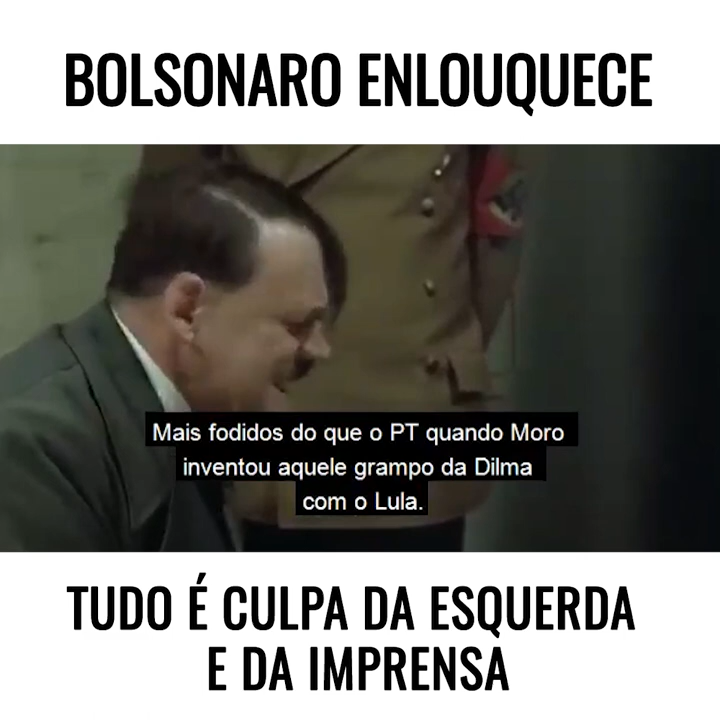 BOLSONARO ENLOUQUECE
Mais fodidos do que o PT quando Moro
inventou aquele grampo da Dilma
com o Lula.
TUDO É CULPA DA ESQUERDA
E DA IMPRENSA